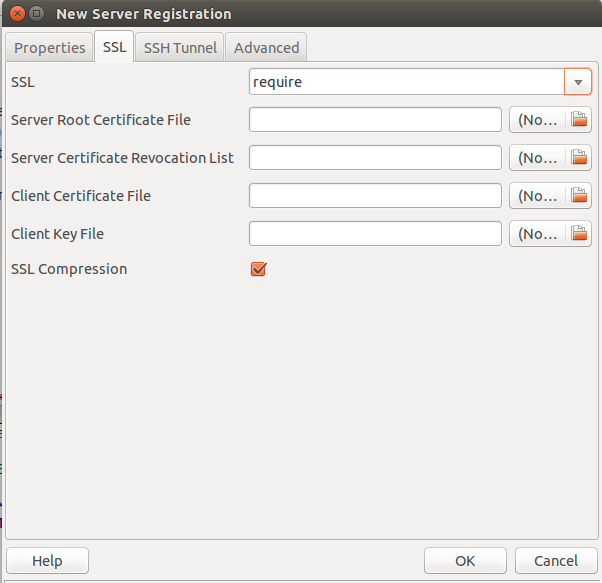 New Server Registration
Properties SSL SSH Tunnel Advanced
SSL require
Server Root Certificate File (No...
Server Certificate Revocation List (No...
Client Certificate File (No...
Client Key File (No...
SSL Compression
Help OK Cancel